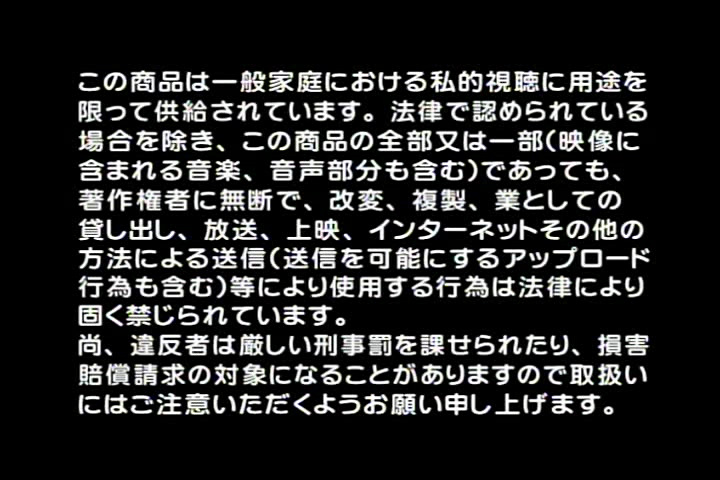 この商品は一般家庭における私的視聴に用途を
限って供給されています。法律で認められている
場合を除き、この商品の全部又は一部(映像に
含まれる音楽、音声部分も含む)であっても、
著作権者に無断で、改変、複製、業としての
貸し出し、放送、上映、インターネットその他の
方法による送信(送信を可能にするアップロード
行為も含む)等により使用する行為は法律により
固く禁じられています。
尚、違反者は厳しい刑事罰を課せられたり、損害
賠償請求の対象になることがありますので取扱い
にはご注意いただくようお願い申し上げます。